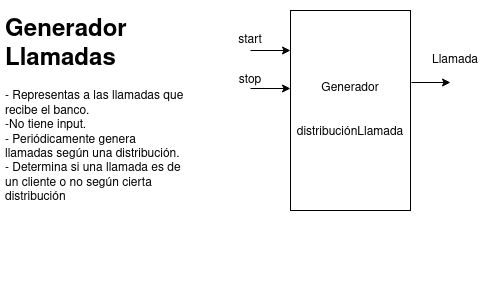 Generador
Llamadas
- Representas a las llamadas que
recibe el banco.
-No tiene input.
- Periódicamente genera
llamadas según una distribución.
- Determina si una llamada es de
un cliente o no según cierta
distribución
start
stop
Generador
distribuciónLlamada
Llamada